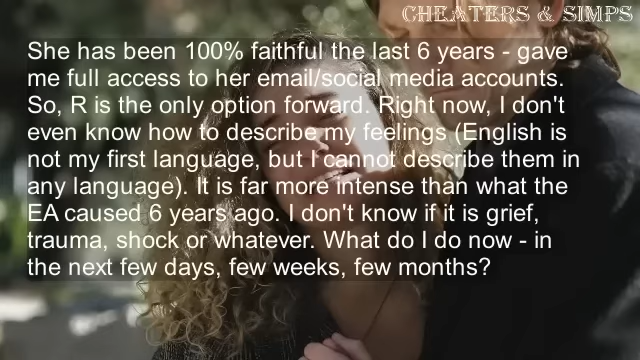 CHEATERS & SIMPS
She has been 100% faithful the last 6 years - gave
me full access to her email/social media accounts.
So, R is the only option forward. Right now, I don't
even know how to describe my feelings (English is
not my first language, but I cannot describe them in
any language). It is far more intense than what the
EA caused 6 years ago. I don't know if it is grief,
trauma, shock or whatever. What do I do now - in
the next few days, few weeks, few months?